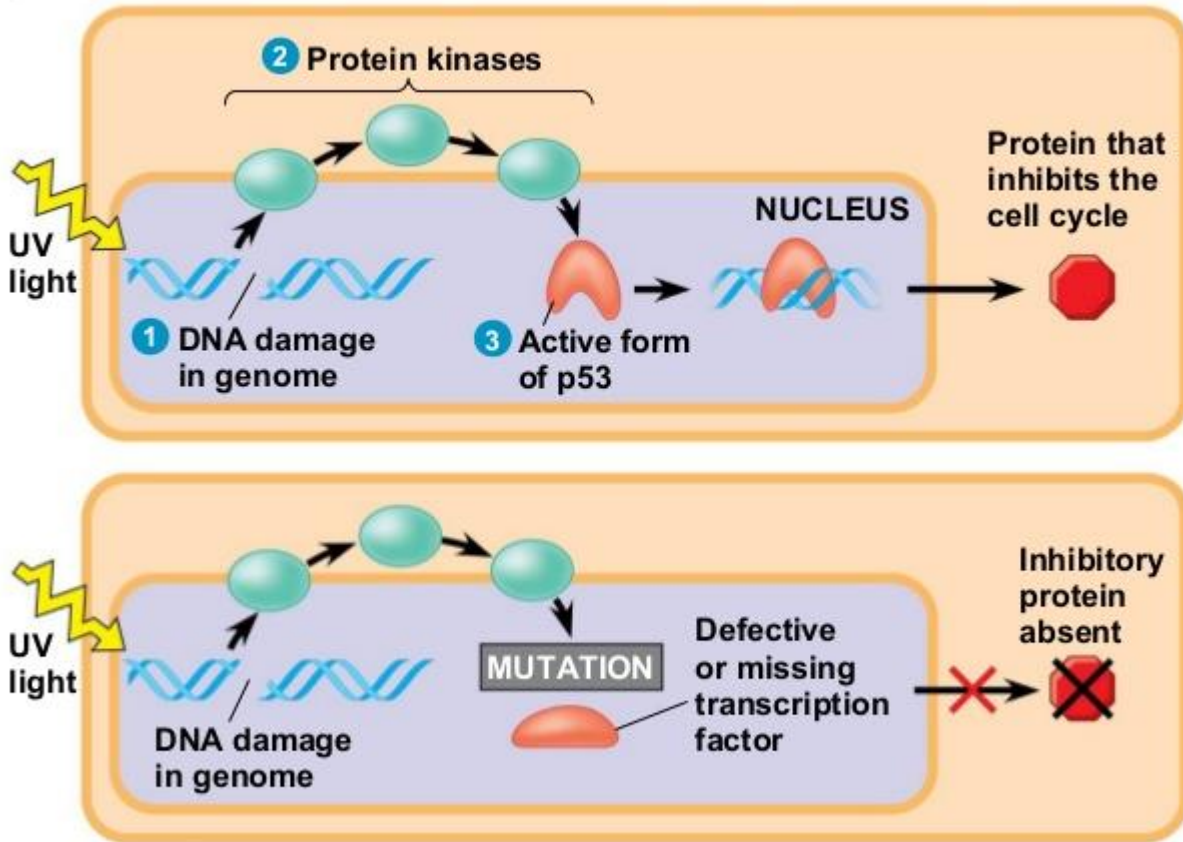 2 Protein kinases
UV
light
NUCLEUS
Protein that
inhibits the
cell cycle
1 DNA damage
in genome
3 Active form
of p53
UV
light
MUTATION
Defective
or missing
transcription
factor
Inhibitory
protein
absent
DNA damage
in genome